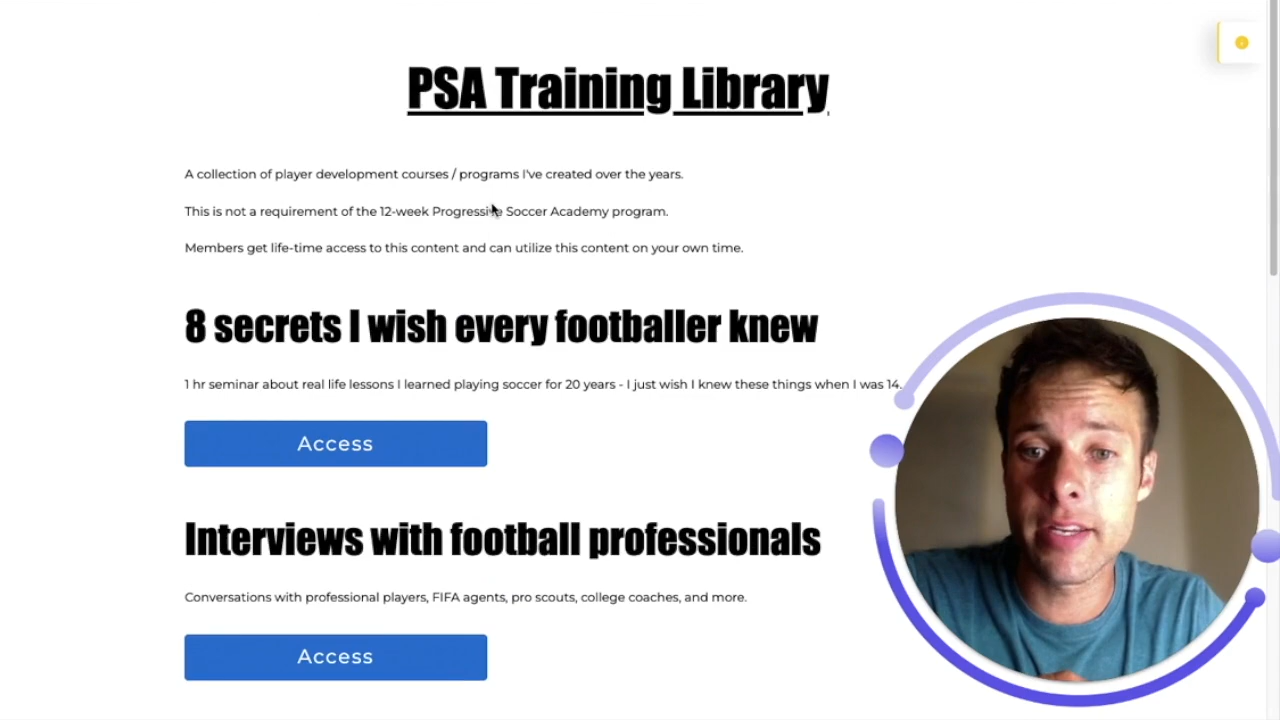 PSA Training Library
A collection of player development courses / programs I've created over the years.
This is not a requirement of the 12-week Progressive Soccer Academy program.
Members get life-time access to this content and can utilize this content on your own time.
8 secrets I wish every footballer knew
1 hr seminar about real life lessons I learned playing soccer for 20 years - I just wish I knew these things when I was 14.
Access
Interviews with football professionals
Conversations with professional players, FIFA agents, pro scouts, college coaches, and more.
Access